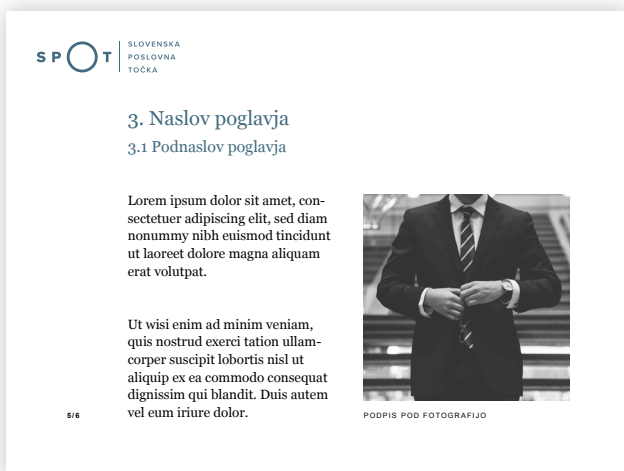 SPOT
SLOVENSKA
POSLOVNA
TOČKA
3. Naslov poglavja
3.1 Podnaslov poglavja
Lorem ipsum dolor sit amet, con-
sectetuer adipiscing elit, sed diam
nonummy nibh euismod tincidunt
ut laoreet dolore magna aliquam
erat volutpat.
Ut wisi enim ad minim veniam,
quis nostrud exerci tation ullam-
corper suscipit lobortis nisl ut
aliquip ex ea commodo consequat
dignissim qui blandit. Duis autem
vel eum iriure dolor.
PODPIS POD FOTOGRAFIJO
5/6